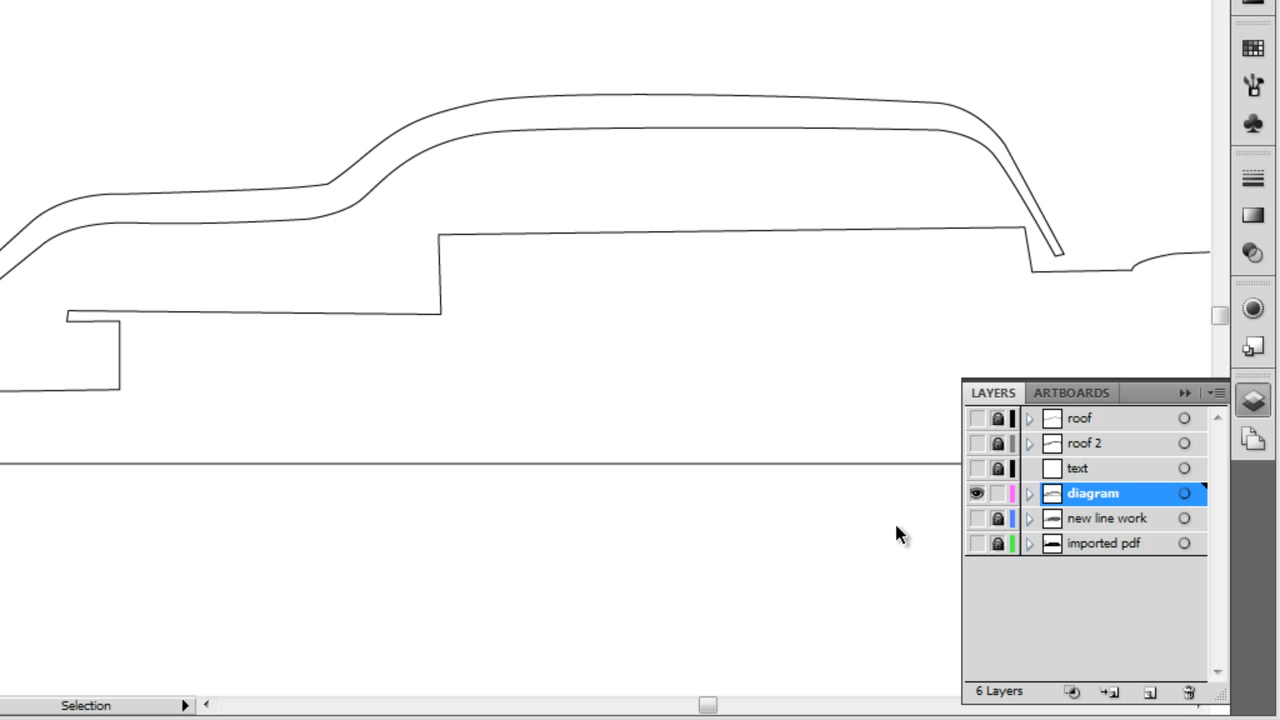 LAYERS ARTBOARDS
roof
roof 2
text
diagram
new line work
imported pdf
6 Layers
Selection